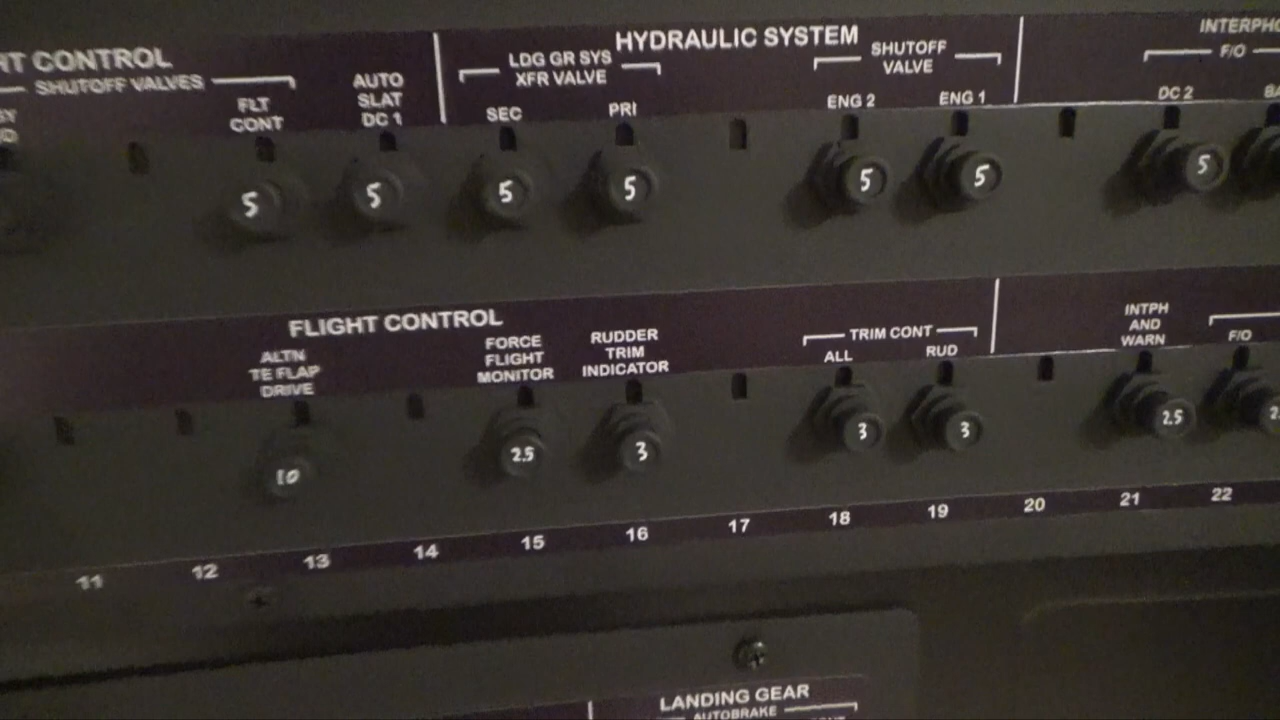 CONTROL
SHUTOFF VALVES
FLT
CONT
AUTO
SLAT
DC 1
HYDRAULIC SYSTEM
LDG GR SYS
XFR VALVE
SEC
PRI
SHUTOFF
VALVE
ENG 2
ENG 1
F/O
DC 2
5
5
5
5
5
5
5
FLIGHT CONTROL
ALTN
TE FLAP
DRIVE
FORCE
FLIGHT
MONITOR
RUDDER
TRIM
INDICATOR
TRIM CONT
AIL
RUD
INTPH
AND
WARN
F/O
10
2.5
3
3
3
2.5
11 12 13 14 15 16 17 18 19 20 21 22
LANDING GEAR
AUTOBRAKE